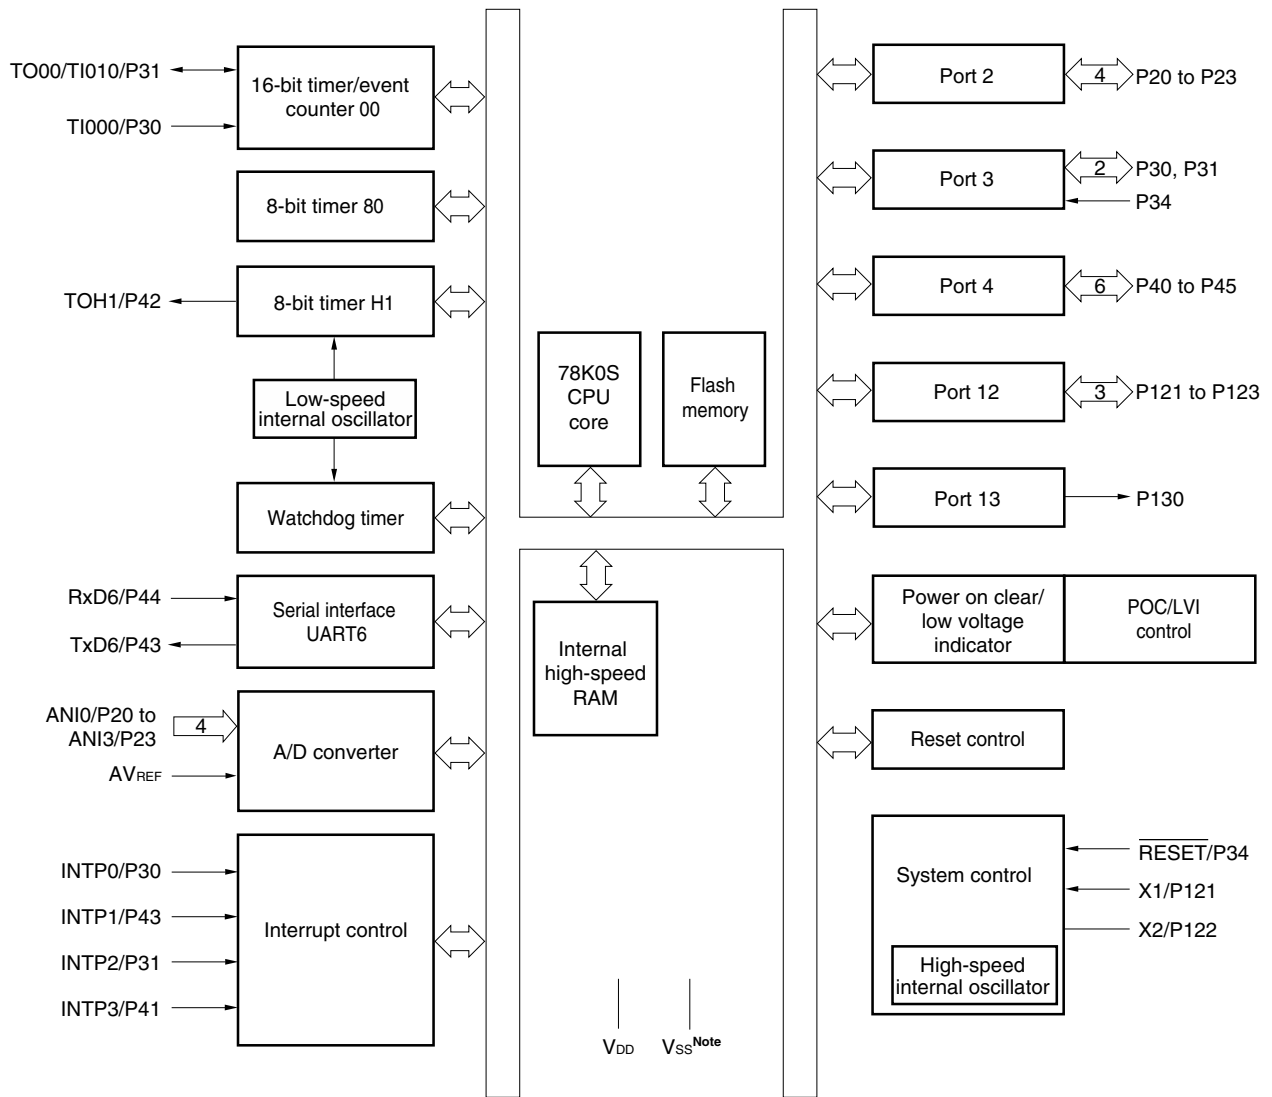 TO00/TI010/P31
TI000/P30
16-bit timer/event
counter 00
8-bit timer 80
TOH1/P42
8-bit timer H1
Low-speed
internal oscillator
Watchdog timer
RxD6/P44
TxD6/P43
Serial interface
UART6
ANI0/P20 to
ANI3/P23
4
AVREF
A/D converter
INTP0/P30
INTP1/P43
INTP2/P31
INTP3/P41
Interrupt control
78K0S
CPU
core
Flash
memory
Internal
high-speed
RAM
VDD
VSSNote
Port 2
4
P20 to P23
Port 3
2
P30, P31
P34
Port 4
6
P40 to P45
Port 12
3
P121 to P123
Port 13
P130
Power on clear/
low voltage
indicator
POC/LVI
control
Reset control
System control
RESET/P34
X1/P121
X2/P122
High-speed
internal oscillator